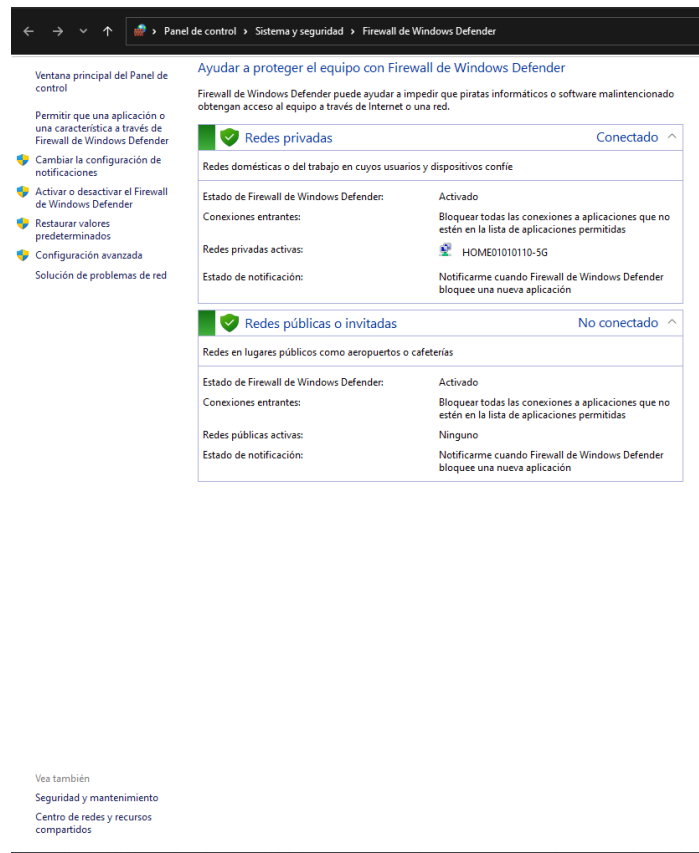 Panel de control › Sistema y seguridad › Firewall de Windows Defender
Ventana principal del Panel de
control
Permitir que una aplicación o
una característica a través de
Firewall de Windows Defender
Cambiar la configuración de
notificaciones
Activar o desactivar el Firewall
de Windows Defender
Restaurar valores
predeterminados
Configuración avanzada
Solución de problemas de red
Ayudar a proteger el equipo con Firewall de Windows Defender
Firewall de Windows Defender puede ayudar a impedir que piratas informáticos o software malintencionado
obtengan acceso al equipo a través de Internet o una red.
Redes privadas Conectado
Redes domésticas o del trabajo en cuyos usuarios y dispositivos confíe
Estado de Firewall de Windows Defender: Activado
Conexiones entrantes: Bloquear todas las conexiones a aplicaciones que no
estén en la lista de aplicaciones permitidas
Redes privadas activas: HOME01010110-5G
Estado de notificación: Notificarme cuando Firewall de Windows Defender
bloquee una nueva aplicación
Redes públicas o invitadas No conectado
Redes en lugares públicos como aeropuertos o cafeterías
Estado de Firewall de Windows Defender: Activado
Conexiones entrantes: Bloquear todas las conexiones a aplicaciones que no
estén en la lista de aplicaciones permitidas
Redes públicas activas: Ninguno
Estado de notificación: Notificarme cuando Firewall de Windows Defender
bloquee una nueva aplicación
Vea también
Seguridad y mantenimiento
Centro de redes y recursos
compartidos